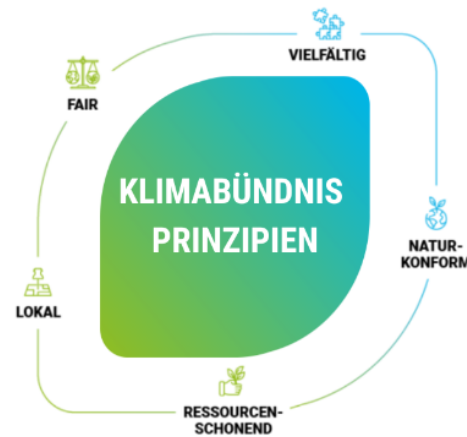 VIELFÄLTIG
FAIR
KLIMABÜNDNIS
PRINZIPIEN
NATUR-
KONFORM
LOKAL
RESSOURCEN-
SCHONEND